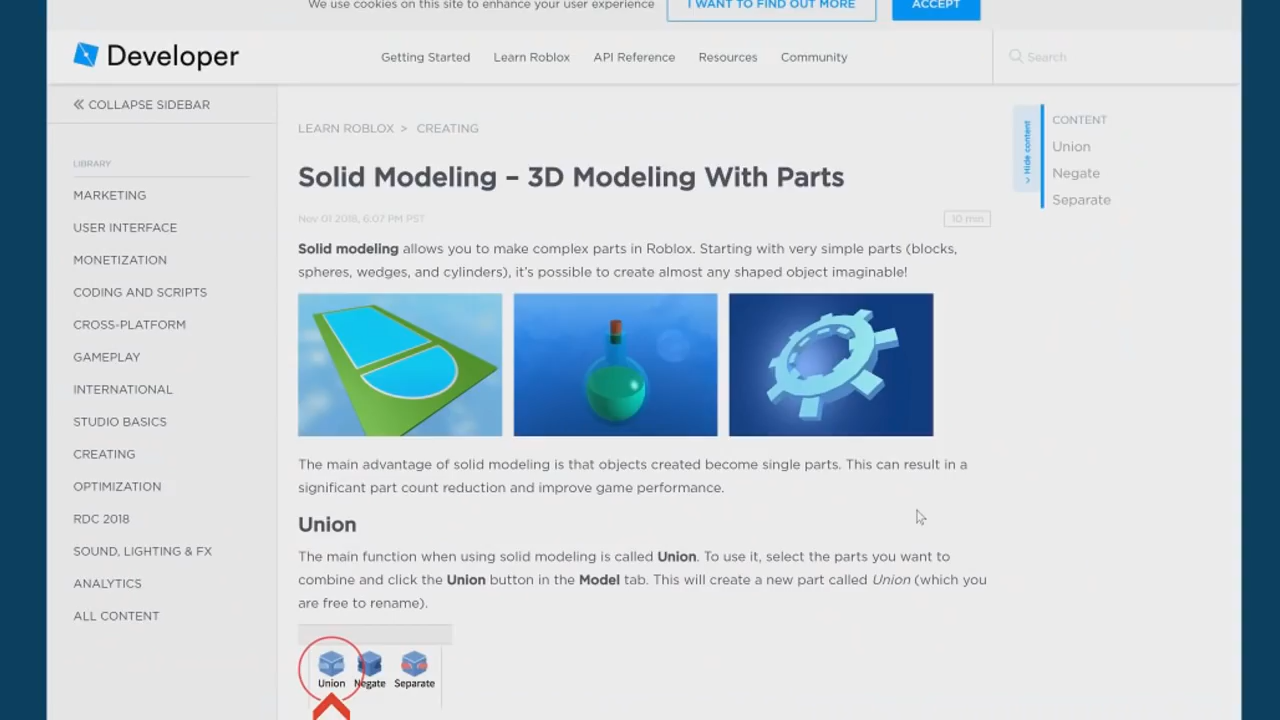 We use cookies on this site to enhance your user experience
I WANT TO FIND OUT MORE
ACCEPT
Developer
Getting Started
Learn Roblox
API Reference
Resources
Community
Search
COLLAPSE SIDEBAR
LIBRARY
MARKETING
USER INTERFACE
MONETIZATION
CODING AND SCRIPTS
CROSS-PLATFORM
GAMEPLAY
INTERNATIONAL
STUDIO BASICS
CREATING
OPTIMIZATION
RDC 2018
SOUND, LIGHTING & FX
ANALYTICS
ALL CONTENT
LEARN ROBLOX > CREATING
Solid Modeling – 3D Modeling With Parts
Nov 01 2018, 6:07 PM PST
10 min
Solid modeling allows you to make complex parts in Roblox. Starting with very simple parts (blocks,
spheres, wedges, and cylinders), it's possible to create almost any shaped object imaginable!
The main advantage of solid modeling is that objects created become single parts. This can result in a
significant part count reduction and improve game performance.
Union
The main function when using solid modeling is called Union. To use it, select the parts you want to
combine and click the Union button in the Model tab. This will create a new part called Union (which you
are free to rename).
Union Negate Separate
Hide content
CONTENT
Union
Negate
Separate